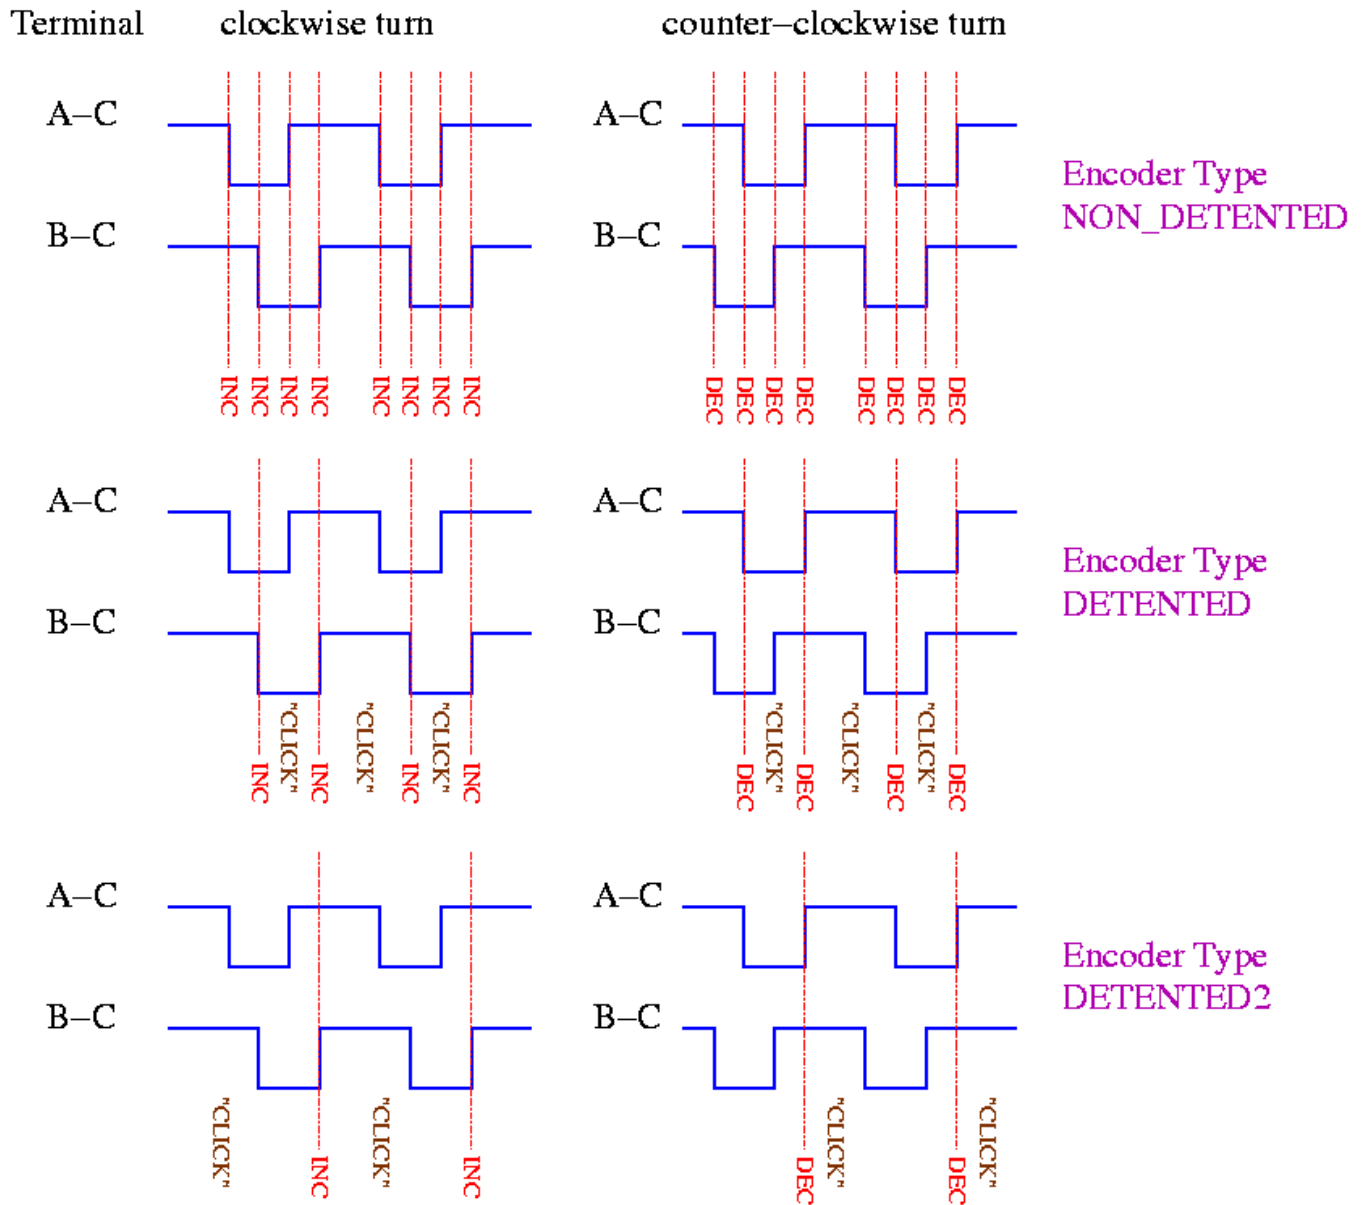 Terminal clockwise turn counter–clockwise turn
A–C A–C
Encoder Type
NON_DETENTED
B–C B–C
INC INC INC INC INC INC INC INC DEC DEC DEC DEC DEC DEC DEC DEC
A–C A–C
Encoder Type
DETENTED
B–C B–C
"CLICK" "CLICK" "CLICK" "CLICK" "CLICK" "CLICK"
INC INC INC INC DEC DEC DEC DEC
A–C A–C
Encoder Type
DETENTED2
B–C B–C
"CLICK" "CLICK" "CLICK" "CLICK"
INC INC DEC DEC